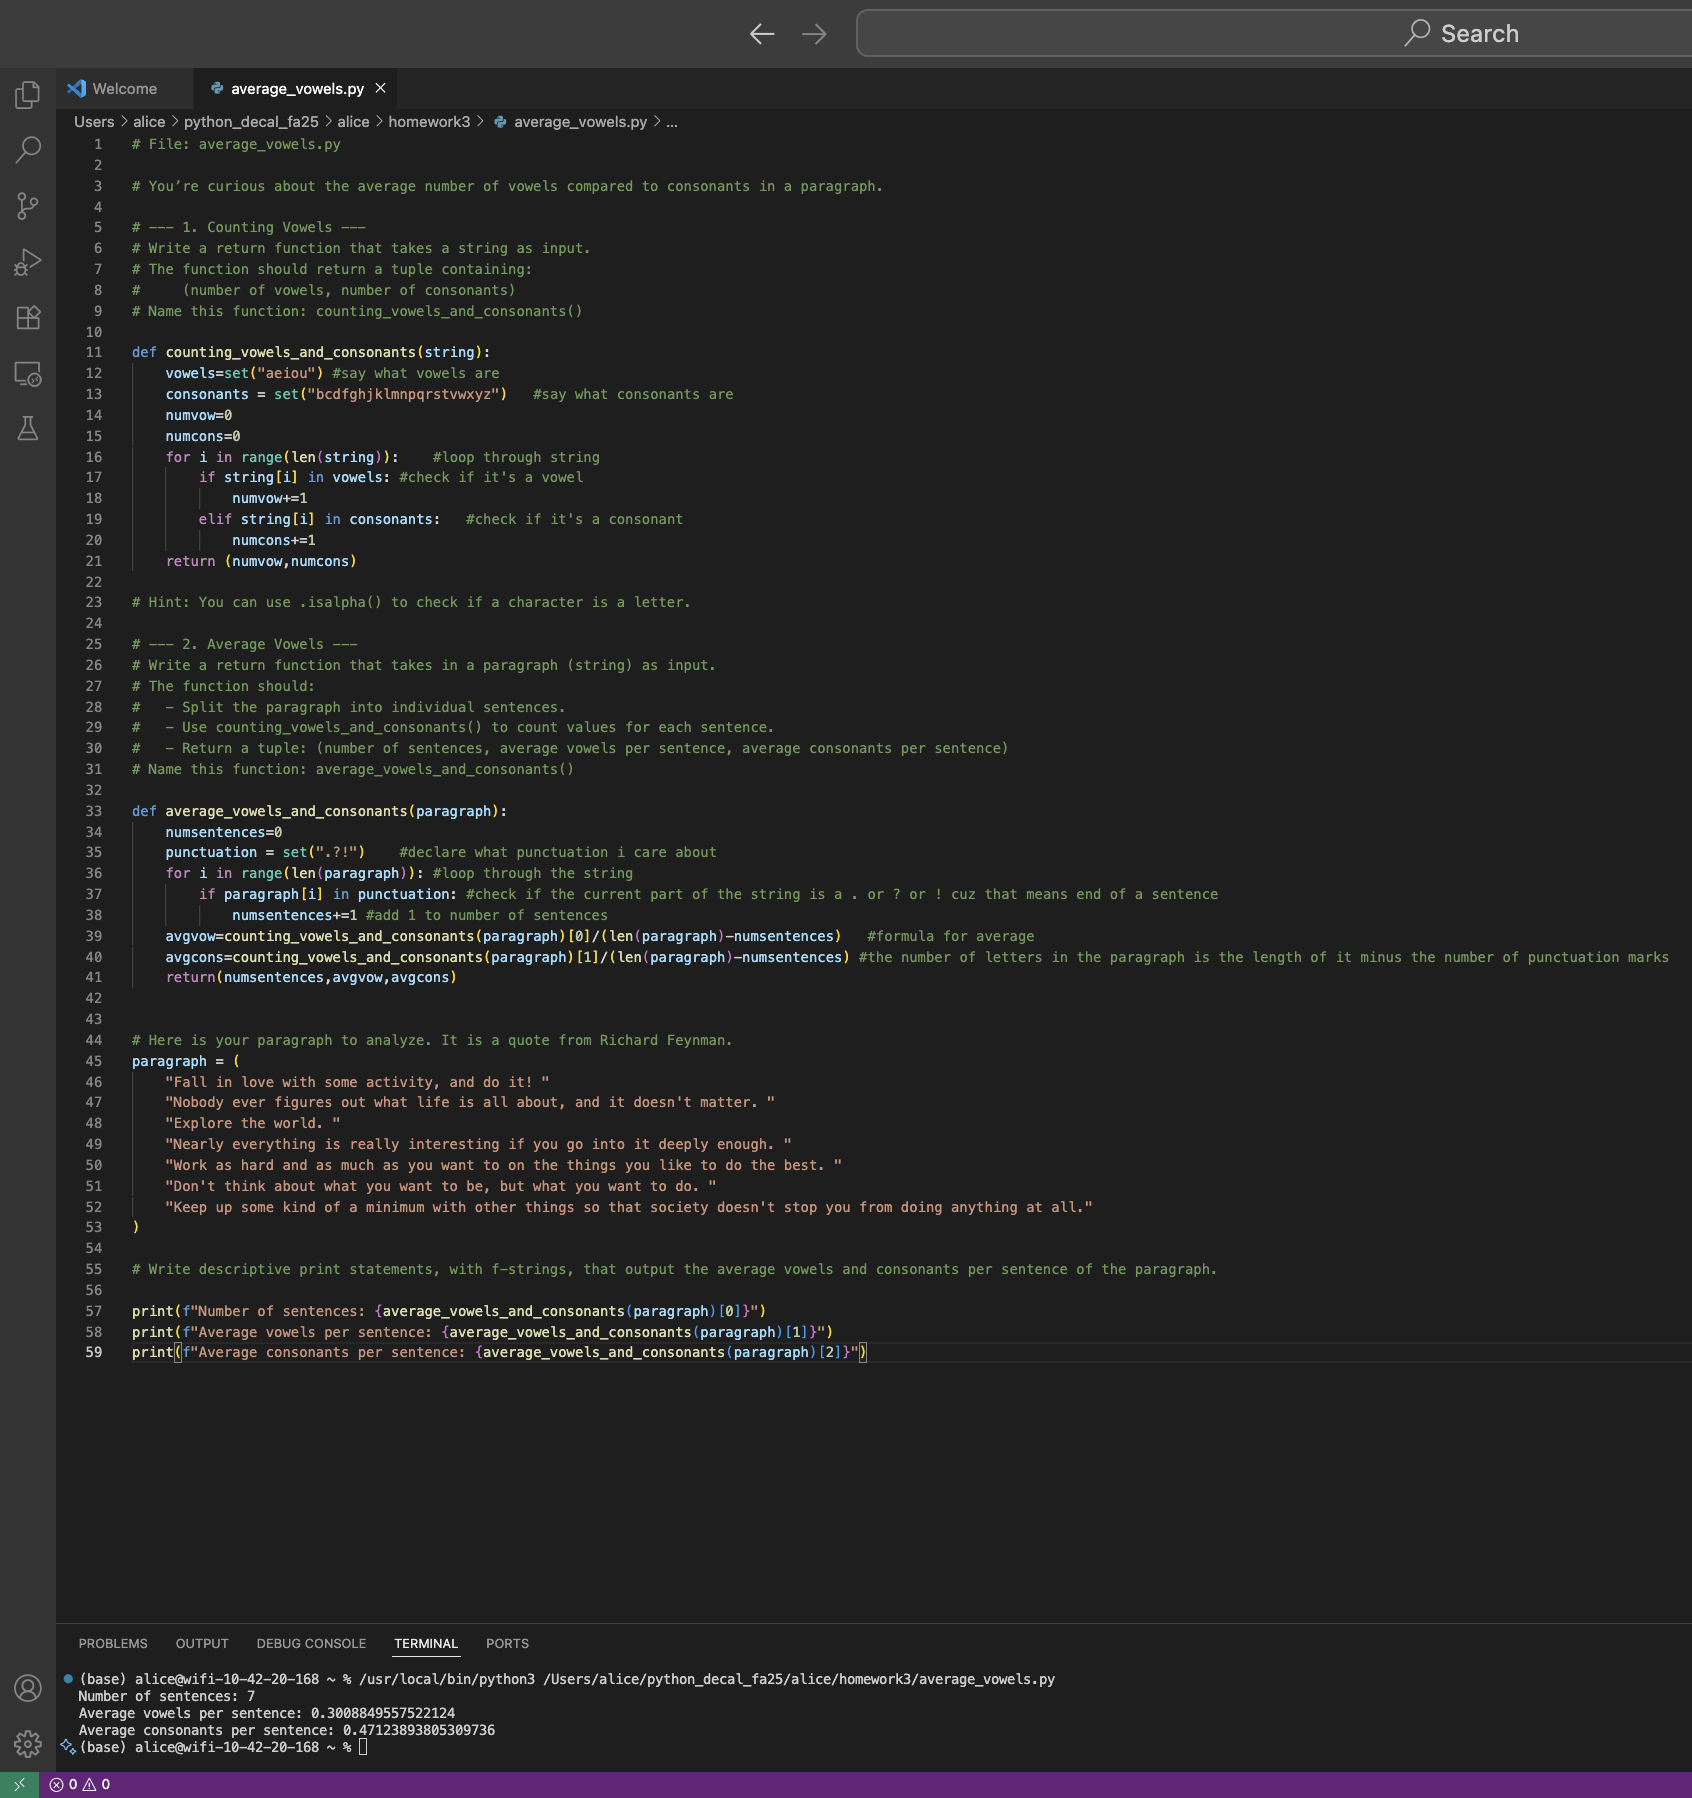 Search
Welcome
average_vowels.py
Users > alice > python_decal_fa25 > alice > homework3 > average_vowels.py > ...
1 # File: average_vowels.py
2
3 # You’re curious about the average number of vowels compared to consonants in a paragraph.
4
5 # --- 1. Counting Vowels ---
6 # Write a return function that takes a string as input.
7 # The function should return a tuple containing:
8 #     (number of vowels, number of consonants)
9 # Name this function: counting_vowels_and_consonants()
10
11 def counting_vowels_and_consonants(string):
12     vowels=set("aeiou") #say what vowels are
13     consonants = set("bcdfghjklmnpqrstvwxyz")   #say what consonants are
14     numvow=0
15     numcons=0
16     for i in range(len(string)):    #loop through string
17         if string[i] in vowels: #check if it's a vowel
18             numvow+=1
19         elif string[i] in consonants:   #check if it's a consonant
20             numcons+=1
21     return (numvow,numcons)
22
23 # Hint: You can use .isalpha() to check if a character is a letter.
24
25 # --- 2. Average Vowels ---
26 # Write a return function that takes in a paragraph (string) as input.
27 # The function should:
28 #   - Split the paragraph into individual sentences.
29 #   - Use counting_vowels_and_consonants() to count values for each sentence.
30 #   - Return a tuple: (number of sentences, average vowels per sentence, average consonants per sentence)
31 # Name this function: average_vowels_and_consonants()
32
33 def average_vowels_and_consonants(paragraph):
34     numsentences=0
35     punctuation = set(".?!")    #declare what punctuation i care about
36     for i in range(len(paragraph)): #loop through the string
37         if paragraph[i] in punctuation: #check if the current part of the string is a . or ? or ! cuz that means end of a sentence
38             numsentences+=1 #add 1 to number of sentences
39     avgvow=counting_vowels_and_consonants(paragraph)[0]/(len(paragraph)-numsentences)   #formula for average
40     avgcons=counting_vowels_and_consonants(paragraph)[1]/(len(paragraph)-numsentences) #the number of letters in the paragraph is the length of it minus the number of punctuation marks
41     return(numsentences,avgvow,avgcons)
42
43
44 # Here is your paragraph to analyze. It is a quote from Richard Feynman.
45 paragraph = (
46     "Fall in love with some activity, and do it! "
47     "Nobody ever figures out what life is all about, and it doesn't matter. "
48     "Explore the world. "
49     "Nearly everything is really interesting if you go into it deeply enough. "
50     "Work as hard and as much as you want to on the things you like to do the best. "
51     "Don't think about what you want to be, but what you want to do. "
52     "Keep up some kind of a minimum with other things so that society doesn't stop you from doing anything at all."
53 )
54
55 # Write descriptive print statements, with f-strings, that output the average vowels and consonants per sentence of the paragraph.
56
57 print(f"Number of sentences: {average_vowels_and_consonants(paragraph)[0]}")
58 print(f"Average vowels per sentence: {average_vowels_and_consonants(paragraph)[1]}")
59 print(f"Average consonants per sentence: {average_vowels_and_consonants(paragraph)[2]}")
PROBLEMS OUTPUT DEBUG CONSOLE TERMINAL PORTS
(base) alice@wifi-10-42-20-168 ~ % /usr/local/bin/python3 /Users/alice/python_decal_fa25/alice/homework3/average_vowels.py
Number of sentences: 7
Average vowels per sentence: 0.3008849557522124
Average consonants per sentence: 0.47123893805309736
(base) alice@wifi-10-42-20-168 ~ %
0 0